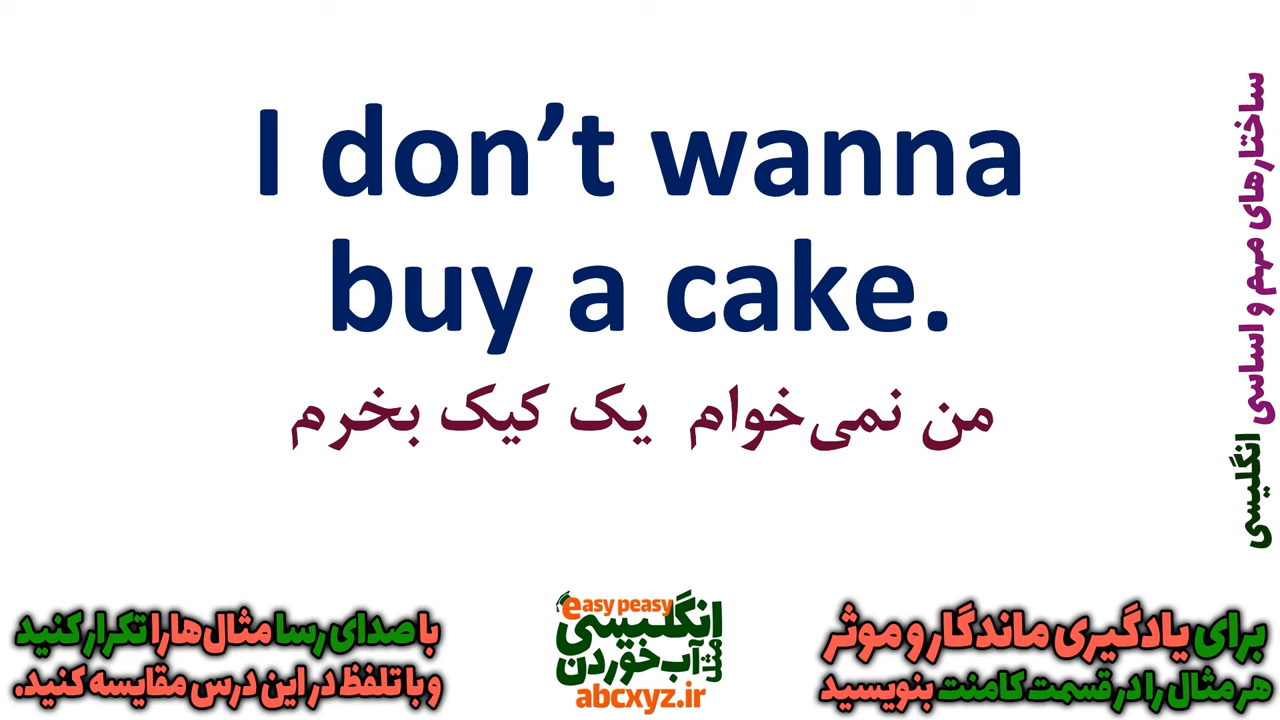 I don’t wanna
buy a cake.
من نمی‌خوام یک کیک بخرم
ساختارهای مهم و اساسی انگلیسی
برای یادگیری ماندگار و موثر
هر مثال را در قسمت کامنت بنویسید
easy peasy
انگلیسی
مثل آب خوردن
abcxyz.ir
با صدای رسا مثال‌ها را تکرار کنید
و با تلفظ در این درس مقایسه کنید.